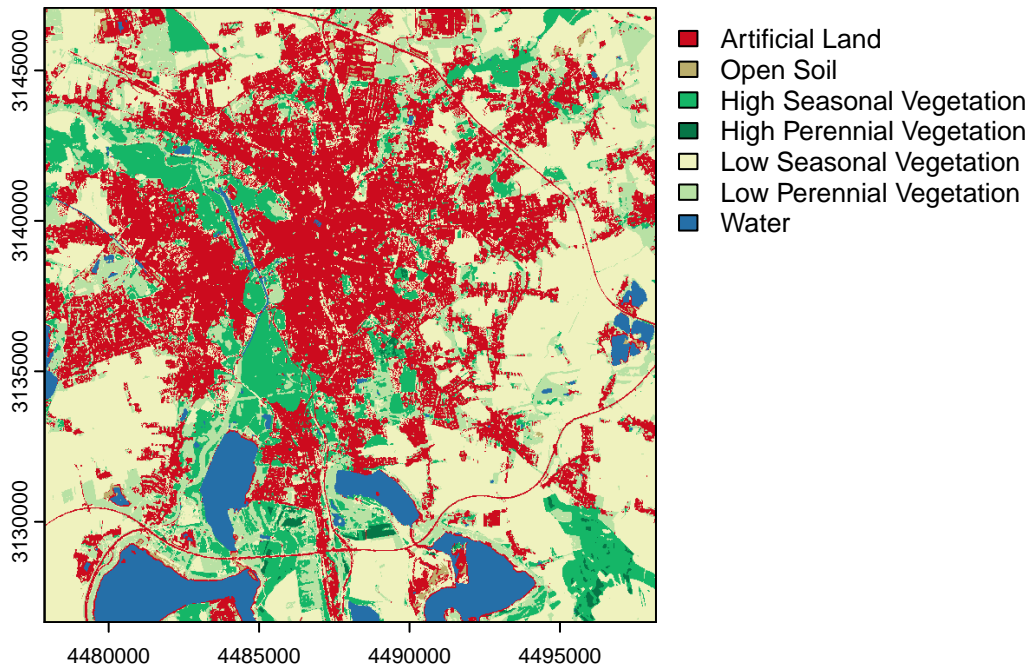 Artificial Land
Open Soil
High Seasonal Vegetation
High Perennial Vegetation
Low Seasonal Vegetation
Low Perennial Vegetation
Water
3145000
3140000
3135000
3130000
4480000 4485000 4490000 4495000